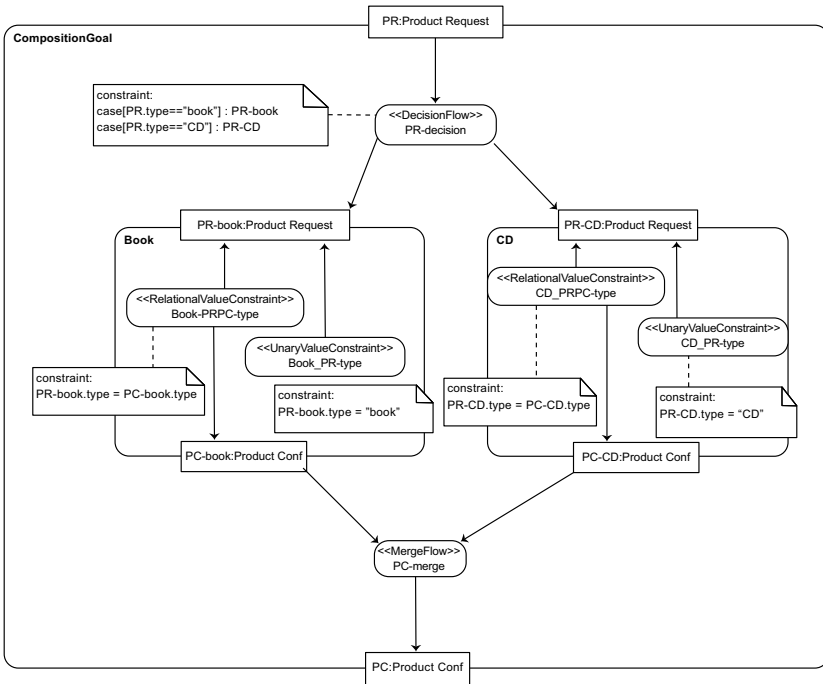 PR:Product Request
CompositionGoal
constraint:
case[PR.type=="book"] : PR-book
case[PR.type=="CD"] : PR-CD
<<DecisionFlow>>
PR-decision
PR-book:Product Request
PR-CD:Product Request
Book
CD
<<RelationalValueConstraint>>
Book-PRPC-type
<<RelationalValueConstraint>>
CD_PRPC-type
<<UnaryValueConstraint>>
Book_PR-type
<<UnaryValueConstraint>>
CD_PR-type
constraint:
PR-book.type = PC-book.type
constraint:
PR-book.type = "book"
constraint:
PR-CD.type = PC-CD.type
constraint:
PR-CD.type = “CD”
PC-book:Product Conf
PC-CD:Product Conf
<<MergeFlow>>
PC-merge
PC:Product Conf